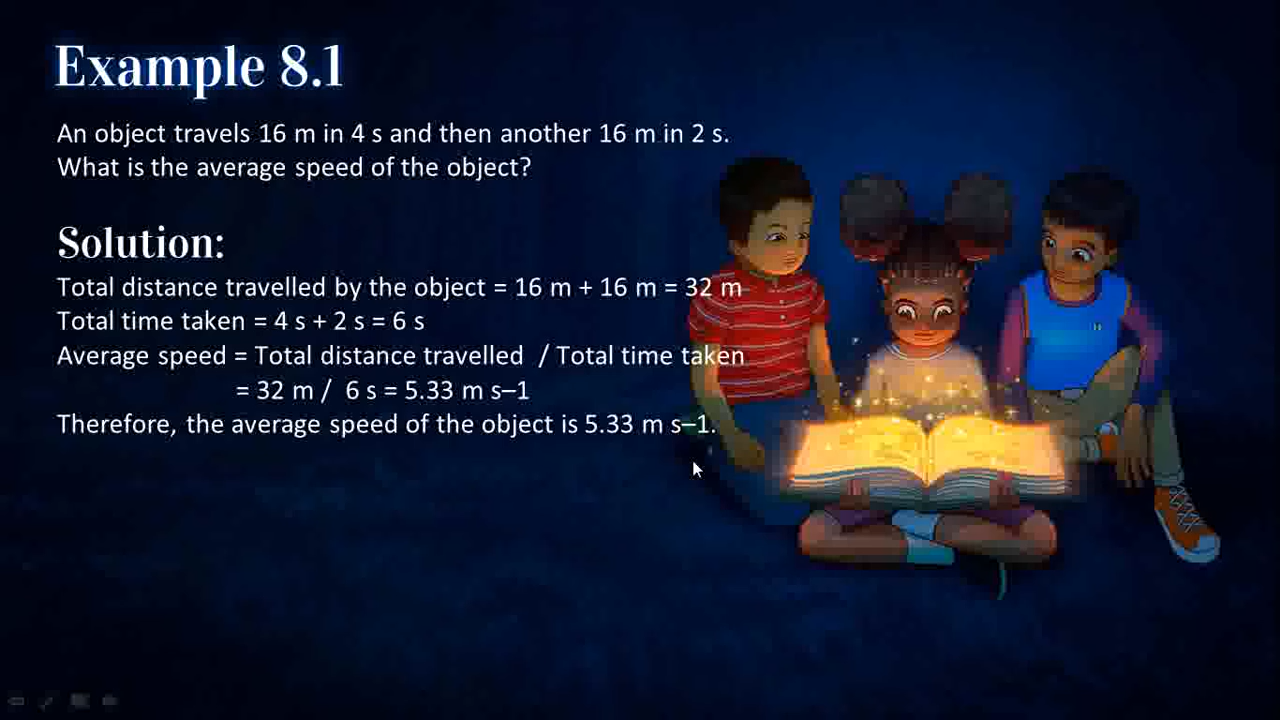 Example 8.1
An object travels 16 m in 4 s and then another 16 m in 2 s.
What is the average speed of the object?
Solution:
Total distance travelled by the object = 16 m + 16 m = 32 m
Total time taken = 4 s + 2 s = 6 s
Average speed = Total distance travelled / Total time taken
= 32 m / 6 s = 5.33 m s–1
Therefore, the average speed of the object is 5.33 m s–1.